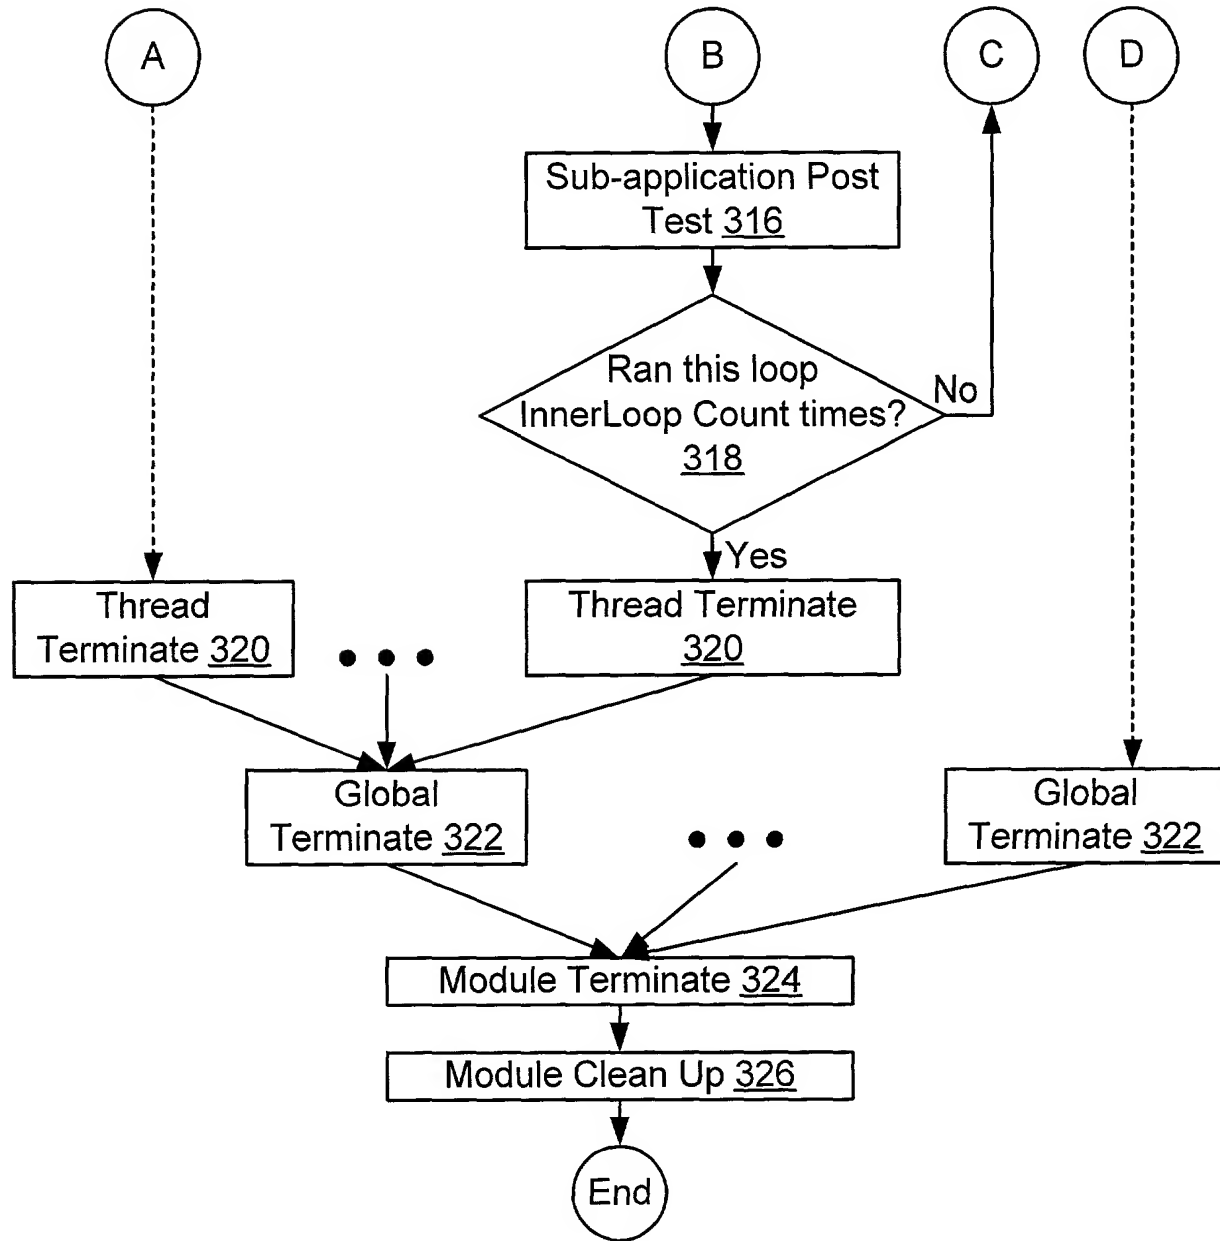 A
B
C
D
Sub-application Post
Test 316
Ran this loop
InnerLoop Count times?
318
No
Yes
Thread
Terminate 320
Thread Terminate
320
Global
Terminate 322
Global
Terminate 322
Module Terminate 324
Module Clean Up 326
End